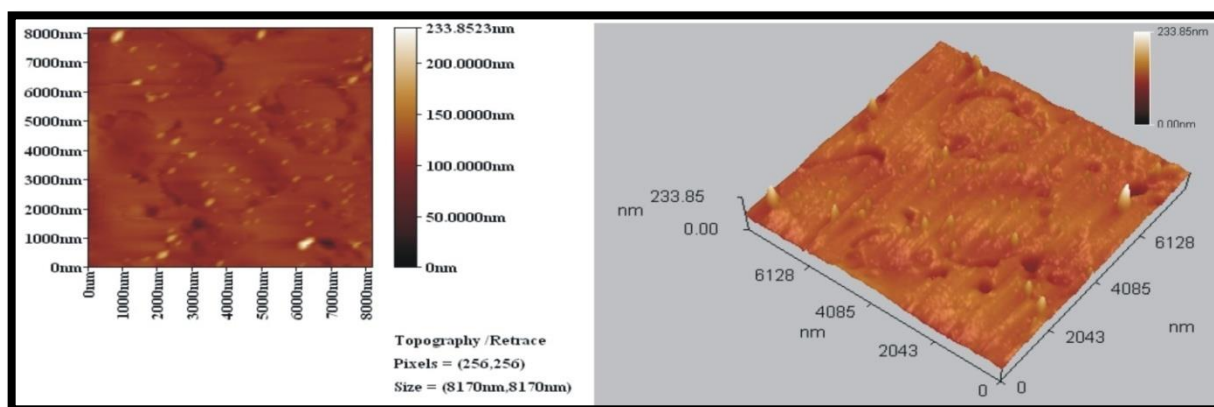 8000nm
7000nm
6000nm
5000nm
4000nm
3000nm
2000nm
1000nm
0nm
0nm
1000nm
2000nm
3000nm
4000nm
5000nm
6000nm
7000nm
8000nm
233.8523nm
200.0000nm
150.0000nm
100.0000nm
50.0000nm
0nm
Topography /Retrace
Pixels = (256,256)
Size = (8170nm,8170nm)
233.85nm
0.00nm
233.85
nm
0.00
6128
4085
nm
2043
0
0
2043
nm
4085
6128